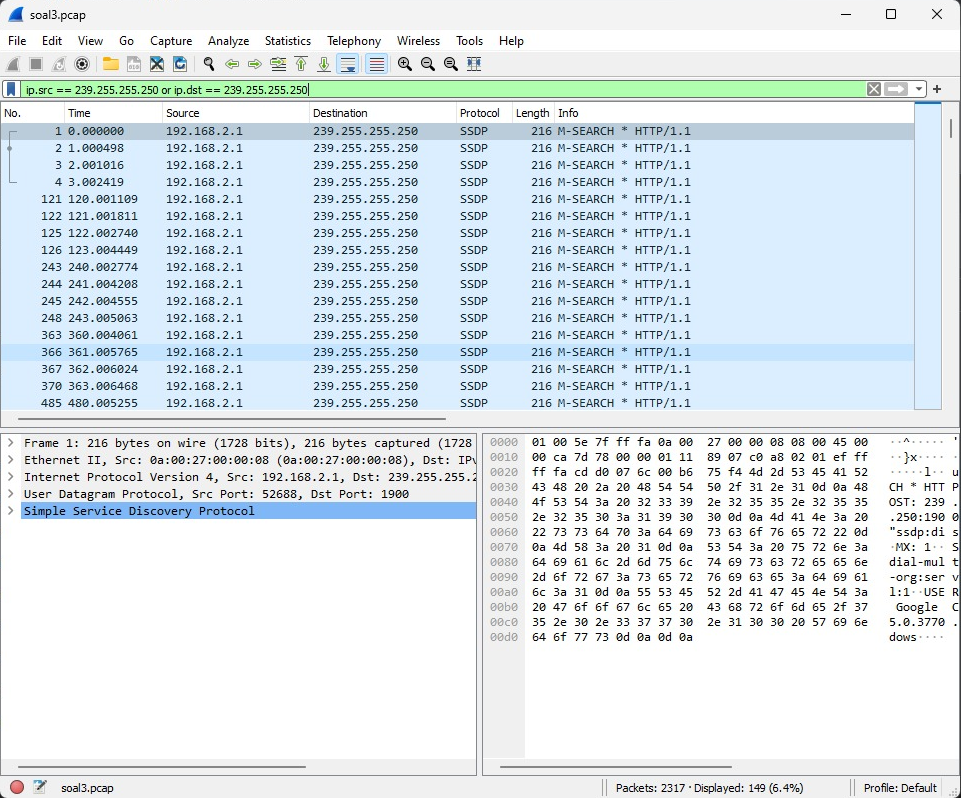 soal3.pcap
File Edit View Go Capture Analyze Statistics Telephony Wireless Tools Help
ip.src == 239.255.255.250 or ip.dst == 239.255.255.250
No. Time Source Destination Protocol Length Info
1 0.000000 192.168.2.1 239.255.255.250 SSDP 216 M-SEARCH * HTTP/1.1
2 1.000498 192.168.2.1 239.255.255.250 SSDP 216 M-SEARCH * HTTP/1.1
3 2.001016 192.168.2.1 239.255.255.250 SSDP 216 M-SEARCH * HTTP/1.1
4 3.002419 192.168.2.1 239.255.255.250 SSDP 216 M-SEARCH * HTTP/1.1
121 120.001109 192.168.2.1 239.255.255.250 SSDP 216 M-SEARCH * HTTP/1.1
122 121.001811 192.168.2.1 239.255.255.250 SSDP 216 M-SEARCH * HTTP/1.1
125 122.002740 192.168.2.1 239.255.255.250 SSDP 216 M-SEARCH * HTTP/1.1
126 123.004449 192.168.2.1 239.255.255.250 SSDP 216 M-SEARCH * HTTP/1.1
243 240.002774 192.168.2.1 239.255.255.250 SSDP 216 M-SEARCH * HTTP/1.1
244 241.004208 192.168.2.1 239.255.255.250 SSDP 216 M-SEARCH * HTTP/1.1
245 242.004555 192.168.2.1 239.255.255.250 SSDP 216 M-SEARCH * HTTP/1.1
248 243.005063 192.168.2.1 239.255.255.250 SSDP 216 M-SEARCH * HTTP/1.1
363 360.004061 192.168.2.1 239.255.255.250 SSDP 216 M-SEARCH * HTTP/1.1
366 361.005765 192.168.2.1 239.255.255.250 SSDP 216 M-SEARCH * HTTP/1.1
367 362.006024 192.168.2.1 239.255.255.250 SSDP 216 M-SEARCH * HTTP/1.1
370 363.006468 192.168.2.1 239.255.255.250 SSDP 216 M-SEARCH * HTTP/1.1
485 480.005255 192.168.2.1 239.255.255.250 SSDP 216 M-SEARCH * HTTP/1.1
Frame 1: 216 bytes on wire (1728 bits), 216 bytes captured (1728
Ethernet II, Src: 0a:00:27:00:00:08 (0a:00:27:00:00:08), Dst: IPv
Internet Protocol Version 4, Src: 192.168.2.1, Dst: 239.255.255.2
User Datagram Protocol, Src Port: 52688, Dst Port: 1900
Simple Service Discovery Protocol
0000 01 00 5e 7f ff fa 0a 00 27 00 00 08 08 00 45 00 ··^····· '
0010 00 ca 7d 78 00 00 01 11 89 07 c0 a8 02 01 ef ff ··}x····
0020 ff fa cd d0 07 6c 00 b6 75 f4 4d 2d 53 45 41 52 ·····l·· u
0030 43 48 20 2a 20 48 54 54 50 2f 31 2e 31 0d 0a 48 CH * HTT P
0040 4f 53 54 3a 20 32 33 39 2e 32 35 35 2e 32 35 35 OST: 239 .
0050 2e 32 35 30 3a 31 39 30 30 0d 0a 4d 41 4e 3a 20 .250:190 0
0060 22 73 73 64 70 3a 64 69 73 63 6f 76 65 72 22 0d "ssdp:di s
0070 0a 4d 58 3a 20 31 0d 0a 53 54 3a 20 75 72 6e 3a ·MX: 1·· S
0080 64 69 61 6c 2d 6d 75 6c 74 69 73 63 72 65 65 6e dial-mul t
0090 2d 6f 72 67 3a 73 65 72 76 69 63 65 3a 64 69 61 -org:ser v
00a0 6c 3a 31 0d 0a 55 53 45 52 2d 41 47 45 4e 54 3a l:1··USE R
00b0 20 47 6f 6f 67 6c 65 20 43 68 72 6f 6d 65 2f 37 Google C
00c0 35 2e 30 2e 33 37 37 30 2e 31 30 30 20 57 69 6e 5.0.3770 .
00d0 64 6f 77 73 0d 0a 0d 0a dows····
soal3.pcap Packets: 2317 · Displayed: 149 (6.4%) Profile: Default